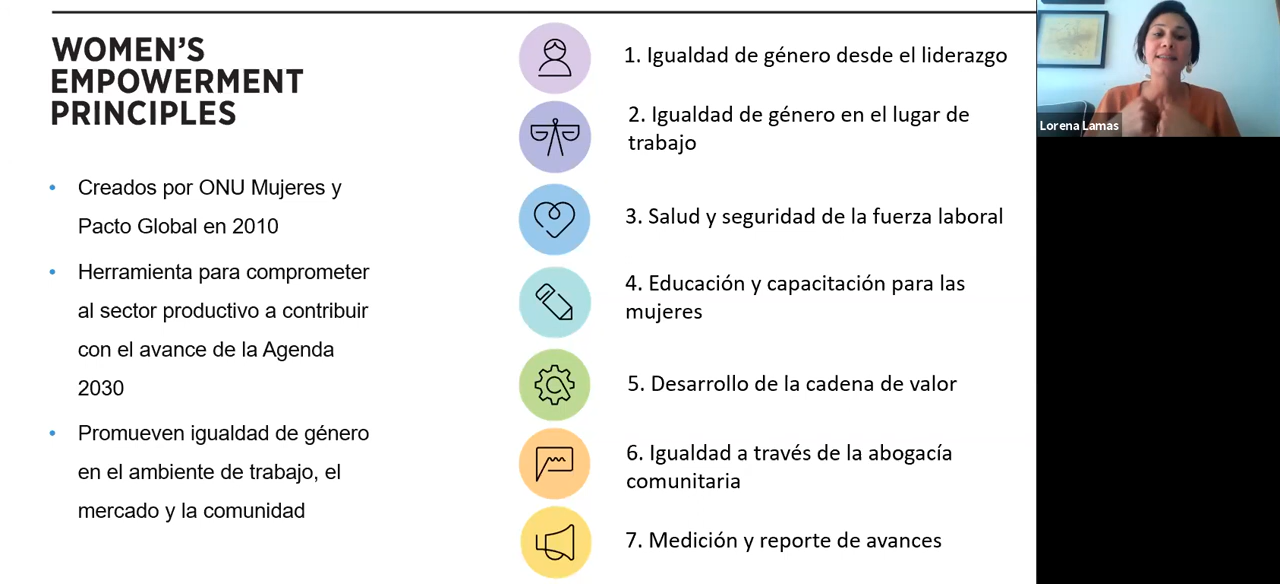 WOMEN'S
EMPOWERMENT
PRINCIPLES
• Creados por ONU Mujeres y
Pacto Global en 2010
• Herramienta para comprometer
al sector productivo a contribuir
con el avance de la Agenda
2030
• Promueven igualdad de género
en el ambiente de trabajo, el
mercado y la comunidad
1. Igualdad de género desde el liderazgo
2. Igualdad de género en el lugar de
trabajo
3. Salud y seguridad de la fuerza laboral
4. Educación y capacitación para las
mujeres
5. Desarrollo de la cadena de valor
6. Igualdad a través de la abogacía
comunitaria
7. Medición y reporte de avances
Lorena Lamas